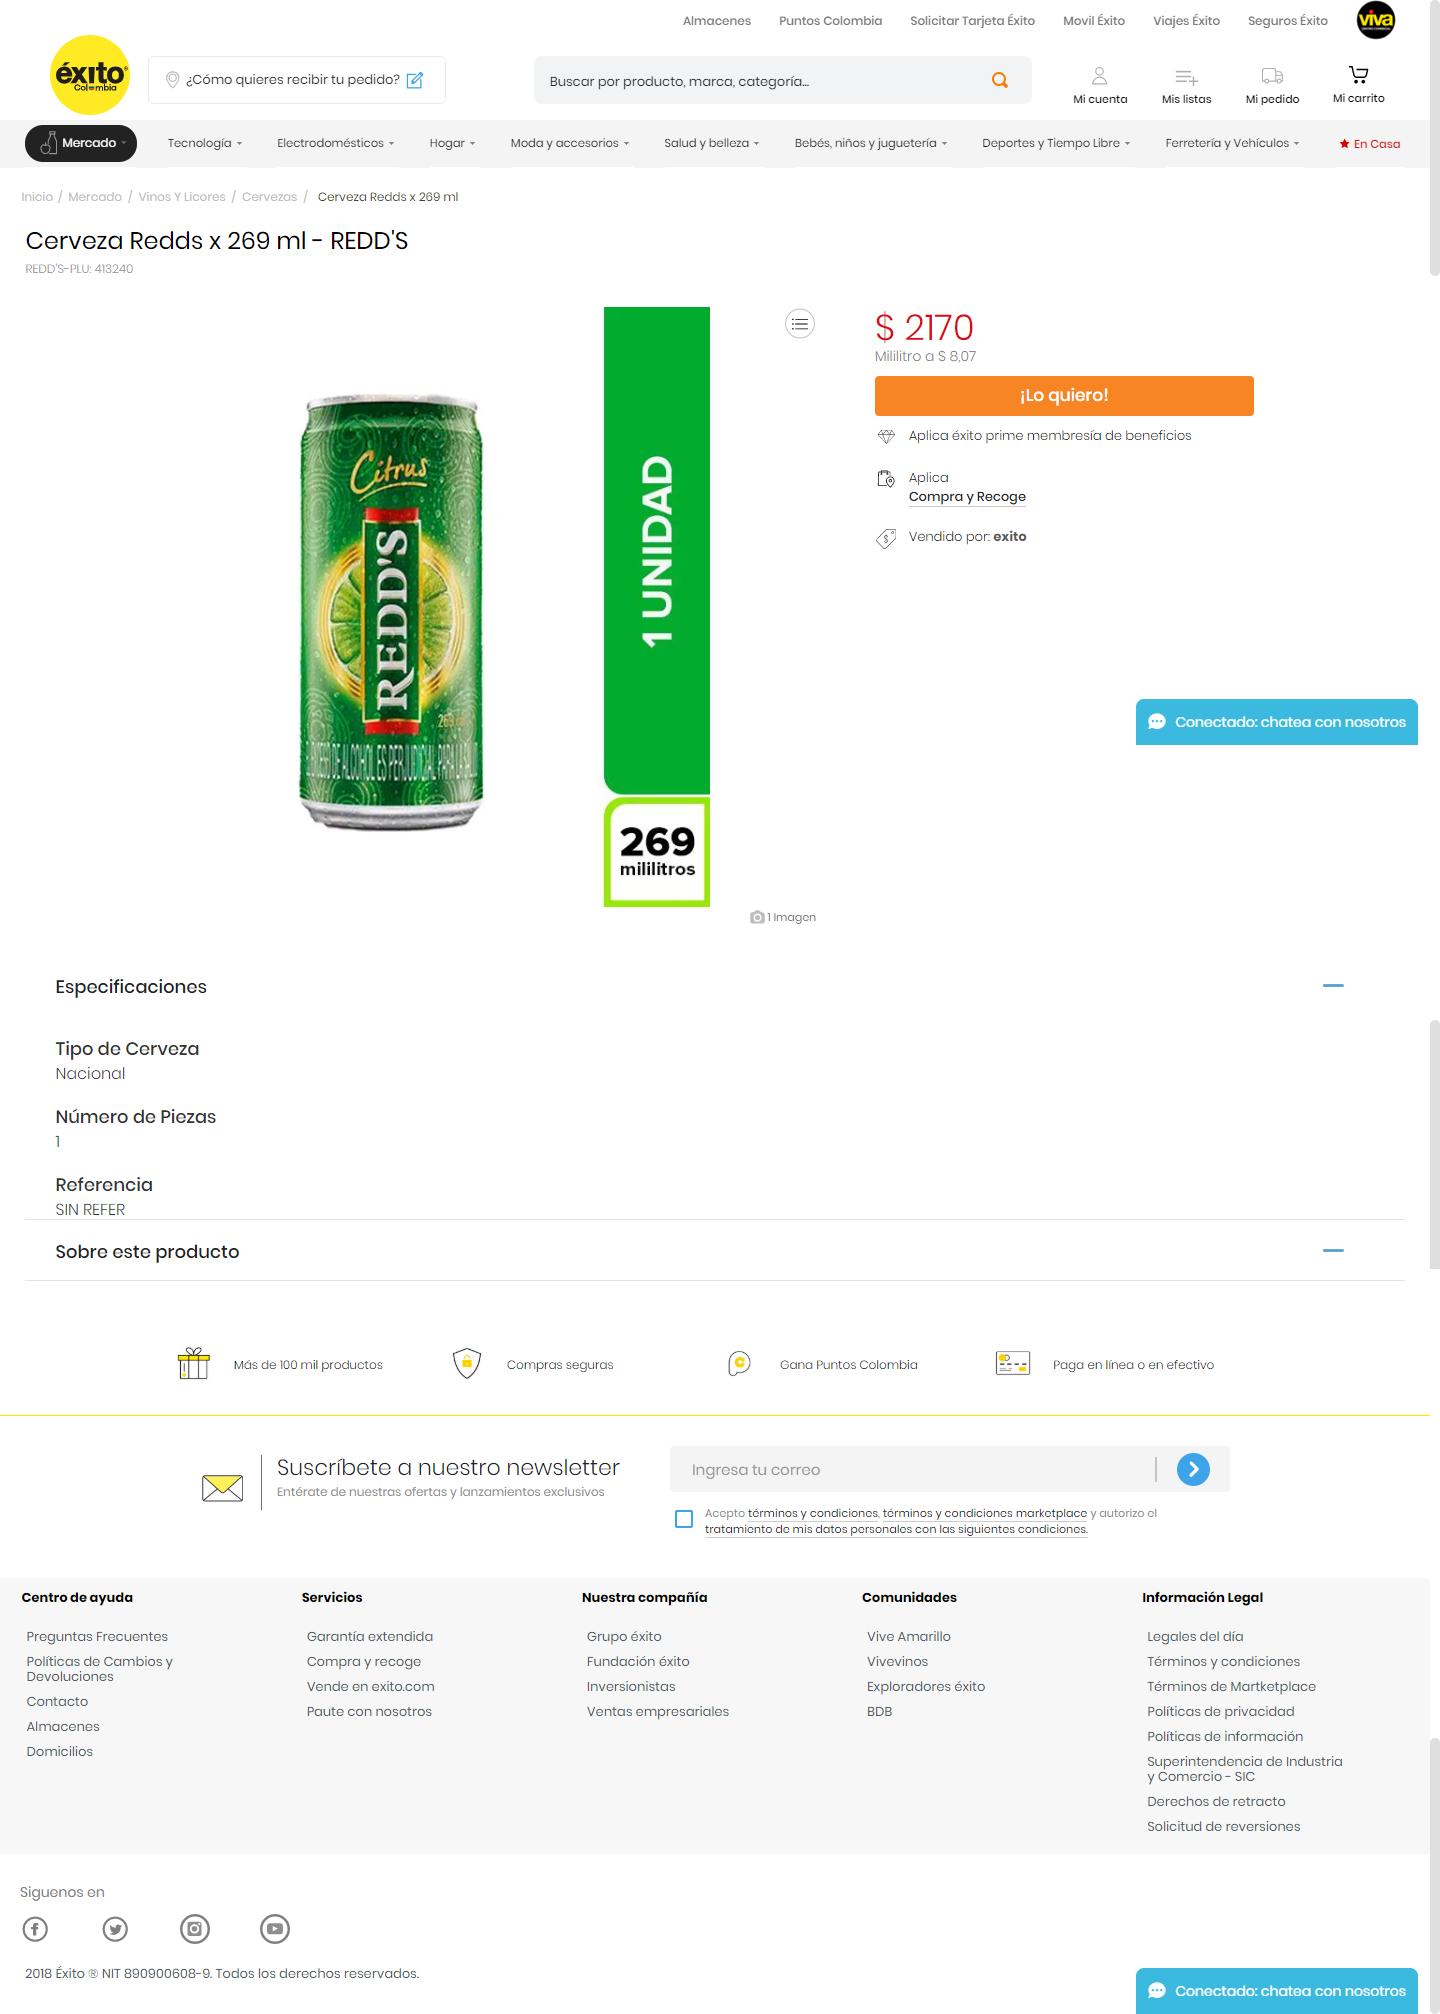 Almacenes Puntos Colombia Solicitar Tarjeta Éxito Movil Éxito Viajes Éxito Seguros Éxito viva
éxito
Colombia
¿Cómo quieres recibir tu pedido?
Buscar por producto, marca, categoría...
Mi cuenta Mis listas Mi pedido Mi carrito
Mercado Tecnología Electrodomésticos Hogar Moda y accesorios Salud y belleza Bebés, niños y juguetería Deportes y Tiempo Libre Ferretería y Vehículos En Casa
Inicio / Mercado / Vinos Y Licores / Cervezas / Cerveza Redds x 269 ml
Cerveza Redds x 269 ml - REDD'S
REDD'S-PLU: 413240
Citrus
REDD'S
1 UNIDAD
269
mililitros
1 Imagen
$ 2170
Mililitro a $ 8,07
¡Lo quiero!
Aplica éxito prime membresía de beneficios
Aplica
Compra y Recoge
Vendido por: exito
Conectado: chatea con nosotros
Especificaciones
Tipo de Cerveza
Nacional
Número de Piezas
1
Referencia
SIN REFER
Sobre este producto
Más de 100 mil productos
Compras seguras
Gana Puntos Colombia
Paga en línea o en efectivo
Suscríbete a nuestro newsletter
Entérate de nuestras ofertas y lanzamientos exclusivos
Ingresa tu correo
Acepto términos y condiciones, términos y condiciones marketplace y autorizo el
tratamiento de mis datos personales con las siguientes condiciones.
Centro de ayuda
Preguntas Frecuentes
Políticas de Cambios y
Devoluciones
Contacto
Almacenes
Domicilios
Servicios
Garantía extendida
Compra y recoge
Vende en exito.com
Paute con nosotros
Nuestra compañía
Grupo éxito
Fundación éxito
Inversionistas
Ventas empresariales
Comunidades
Vive Amarillo
Vivevinos
Exploradores éxito
BDB
Información Legal
Legales del día
Términos y condiciones
Términos de Martketplace
Políticas de privacidad
Políticas de información
Superintendencia de Industria
y Comercio - SIC
Derechos de retracto
Solicitud de reversiones
Siguenos en
2018 Éxito ® NIT 890900608-9. Todos los derechos reservados.
Conectado: chatea con nosotros